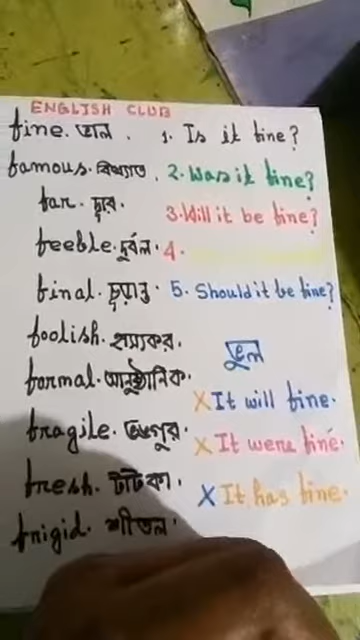 ENGLISH CLUB
fine. ভাল. 1. Is it fine?
famous. বিখ্যাত. 2. Was it fine?
far. দূর. 3. Will it be fine?
feeble. দুর্বল. 4.
final. চূড়ান্ত. 5. Should it be fine?
foolish. হাস্যকর.
ভুল
formal. আনুষ্ঠানিক.
X It will fine.
fragile. ভঙ্গুর.
X It were fine.
fresh. টাটকা.
X It has fine.
frigid. শীতল.